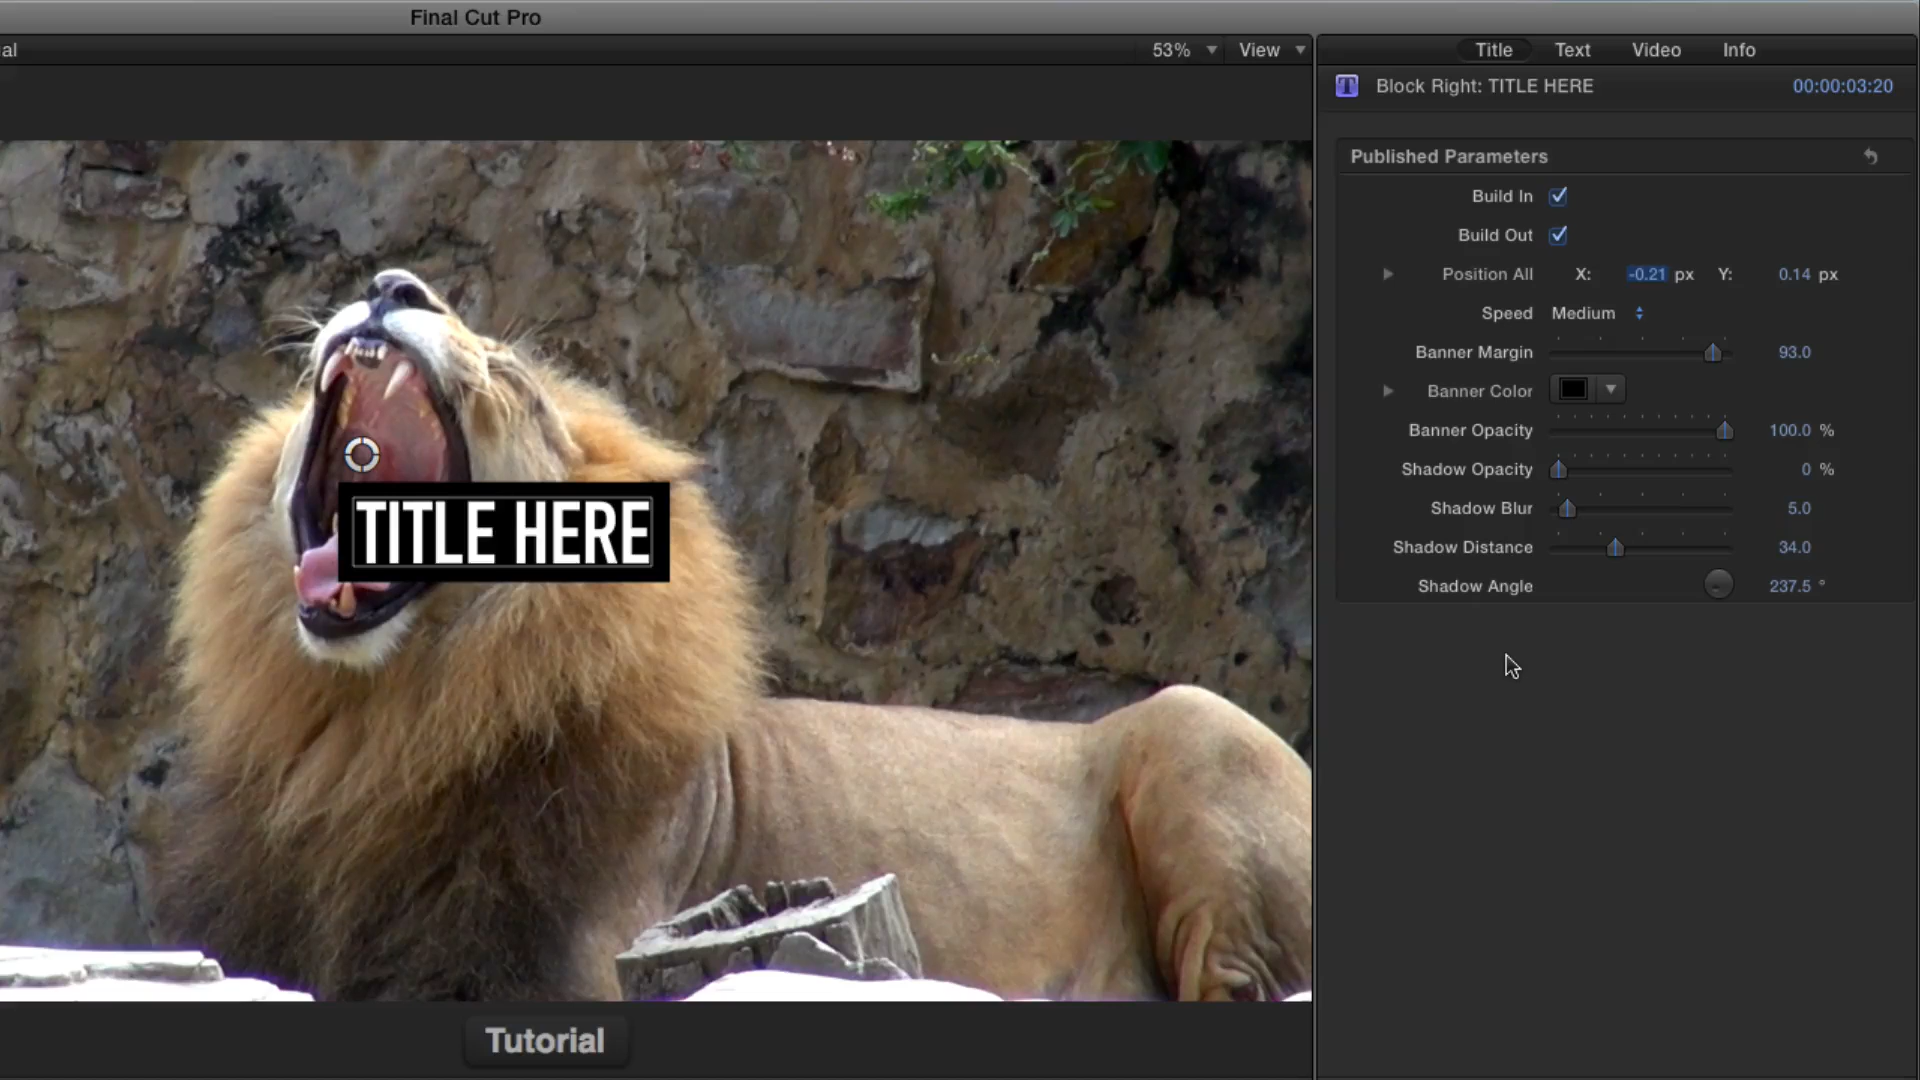 Final Cut Pro
al
53%
View
Title
Text
Video
Info
T
Block Right: TITLE HERE
00:00:03:20
Published Parameters
Build In
Build Out
Position All X: -0.21 px Y: 0.14 px
Speed Medium
Banner Margin 93.0
Banner Color
Banner Opacity 100.0 %
Shadow Opacity 0 %
Shadow Blur 5.0
Shadow Distance 34.0
Shadow Angle 237.5 °
TITLE HERE
Tutorial